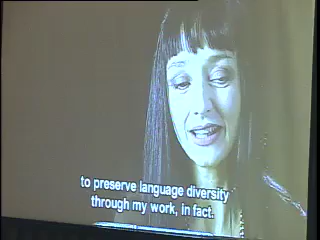 to preserve language diversity
through my work, in fact.